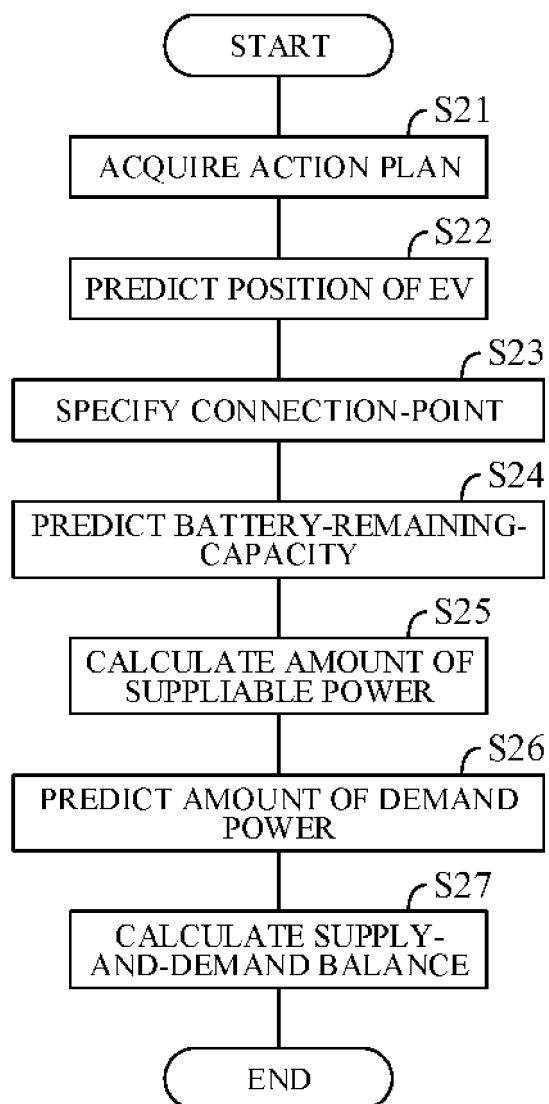 START
S21
ACQUIRE ACTION PLAN
S22
PREDICT POSITION OF EV
S23
SPECIFY CONNECTION-POINT
S24
PREDICT BATTERY-REMAINING-
CAPACITY
S25
CALCULATE AMOUNT OF
SUPPLIABLE POWER
S26
PREDICT AMOUNT OF DEMAND
POWER
S27
CALCULATE SUPPLY-
AND-DEMAND BALANCE
END